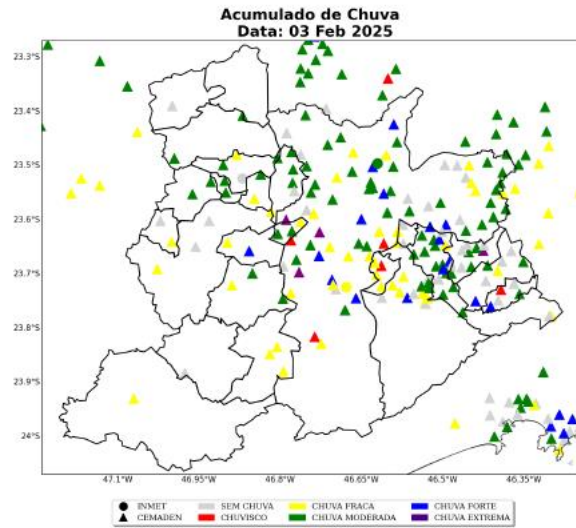 Acumulado de Chuva
Data: 03 Feb 2025
23.3°S
23.4°S
23.5°S
23.6°S
23.7°S
23.8°S
23.9°S
24°S
47.1°W
46.95°W
46.8°W
46.65°W
46.5°W
46.35°W
INMET
SEM CHUVA
CHUVA FRACA
CHUVA FORTE
CEMADEN
CHUVISCO
CHUVA MODERADA
CHUVA EXTREMA